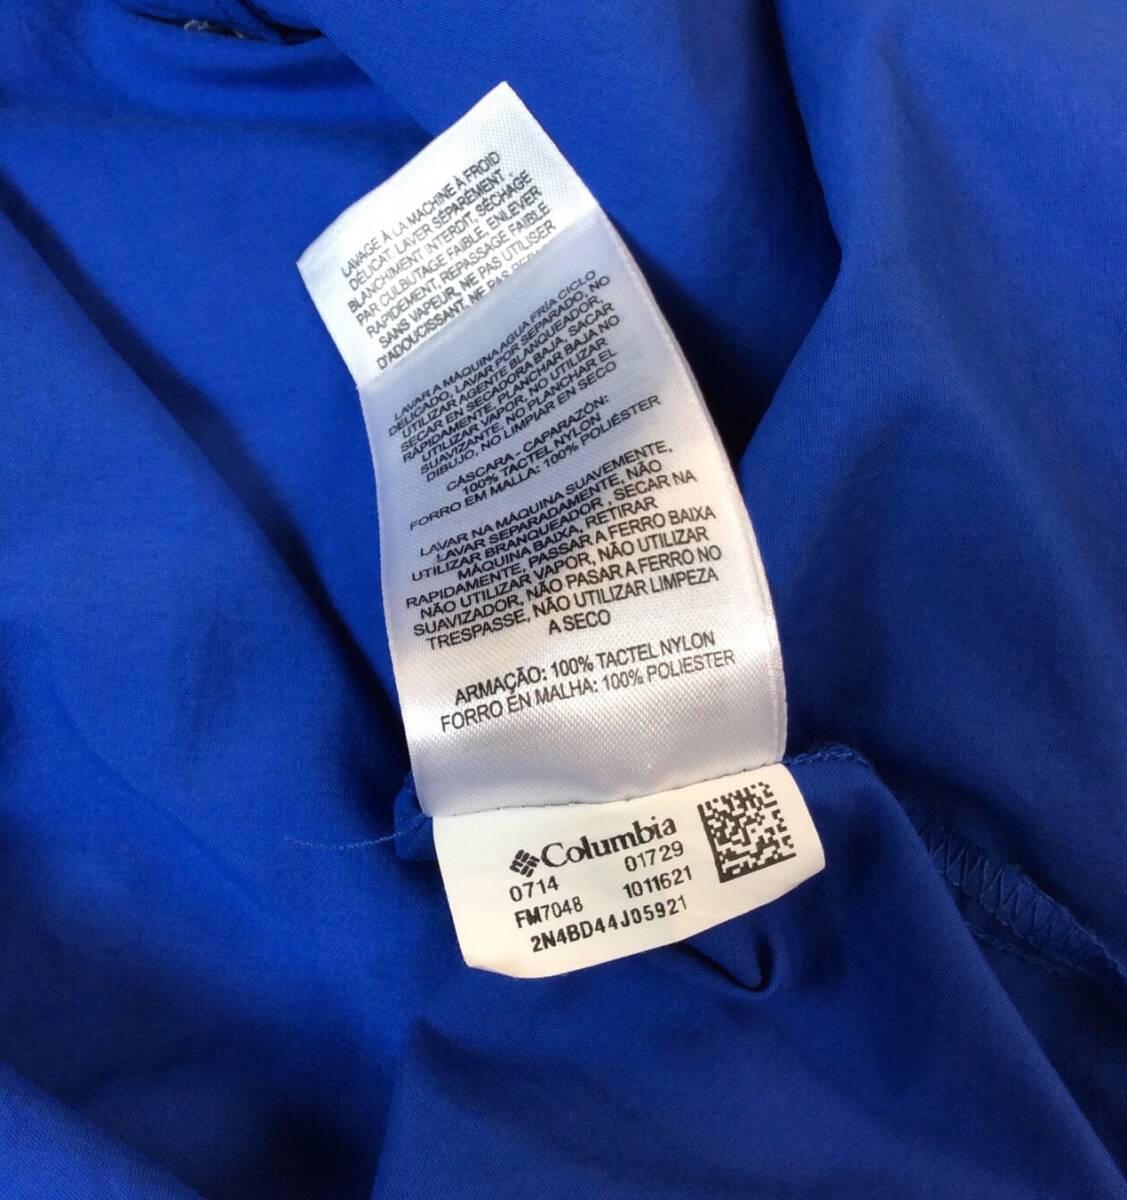 LAVAGE À LA MACHINE À FROID
DÉLICAT, LAVER SÉPARÉMENT,
BLANCHIMENT INTERDIT, SÉCHAGE
PAR CULBUTAGE FAIBLE, ENLEVER
RAPIDEMENT, REPASSAGE FAIBLE
SANS VAPEUR, NE PAS UTILISER
D'ADOUCISSANT, NE PAS
LAVAR A MÁQUINA AGUA FRÍA CICLO
DELICADO, LAVAR POR SEPARADO, NO
UTILIZAR AGENTE BLANQUEADOR,
SECAR EN SECADORA BAJA, SACAR
RÁPIDAMENTE, PLANCHAR BAJA NO
UTILIZAR VAPOR, NO UTILIZAR
SUAVIZANTE, NO PLANCHAR EL
DIBUJO, NO LIMPIAR EN SECO
CÁSCARA - CAPARAZÓN:
100% TACTEL NYLON
FORRO EM MALLA: 100% POLIÉSTER
LAVAR NA MÁQUINA SUAVEMENTE,
LAVAR SEPARADAMENTE, NÃO
UTILIZAR BRANQUEADOR , SECAR NA
MÁQUINA BAIXA, RETIRAR
RAPIDAMENTE, PASSAR A FERRO BAIXA
NÃO UTILIZAR VAPOR, NÃO UTILIZAR
SUAVIZADOR, NÃO PASAR A FERRO NO
TRESPASSE, NÃO UTILIZAR LIMPEZA
A SECO
ARMAÇÃO: 100% TACTEL NYLON
FORRO EN MALHA: 100% POLIESTER
Columbia
0714 01729
FM7048 1011621
2N4BD44J05921